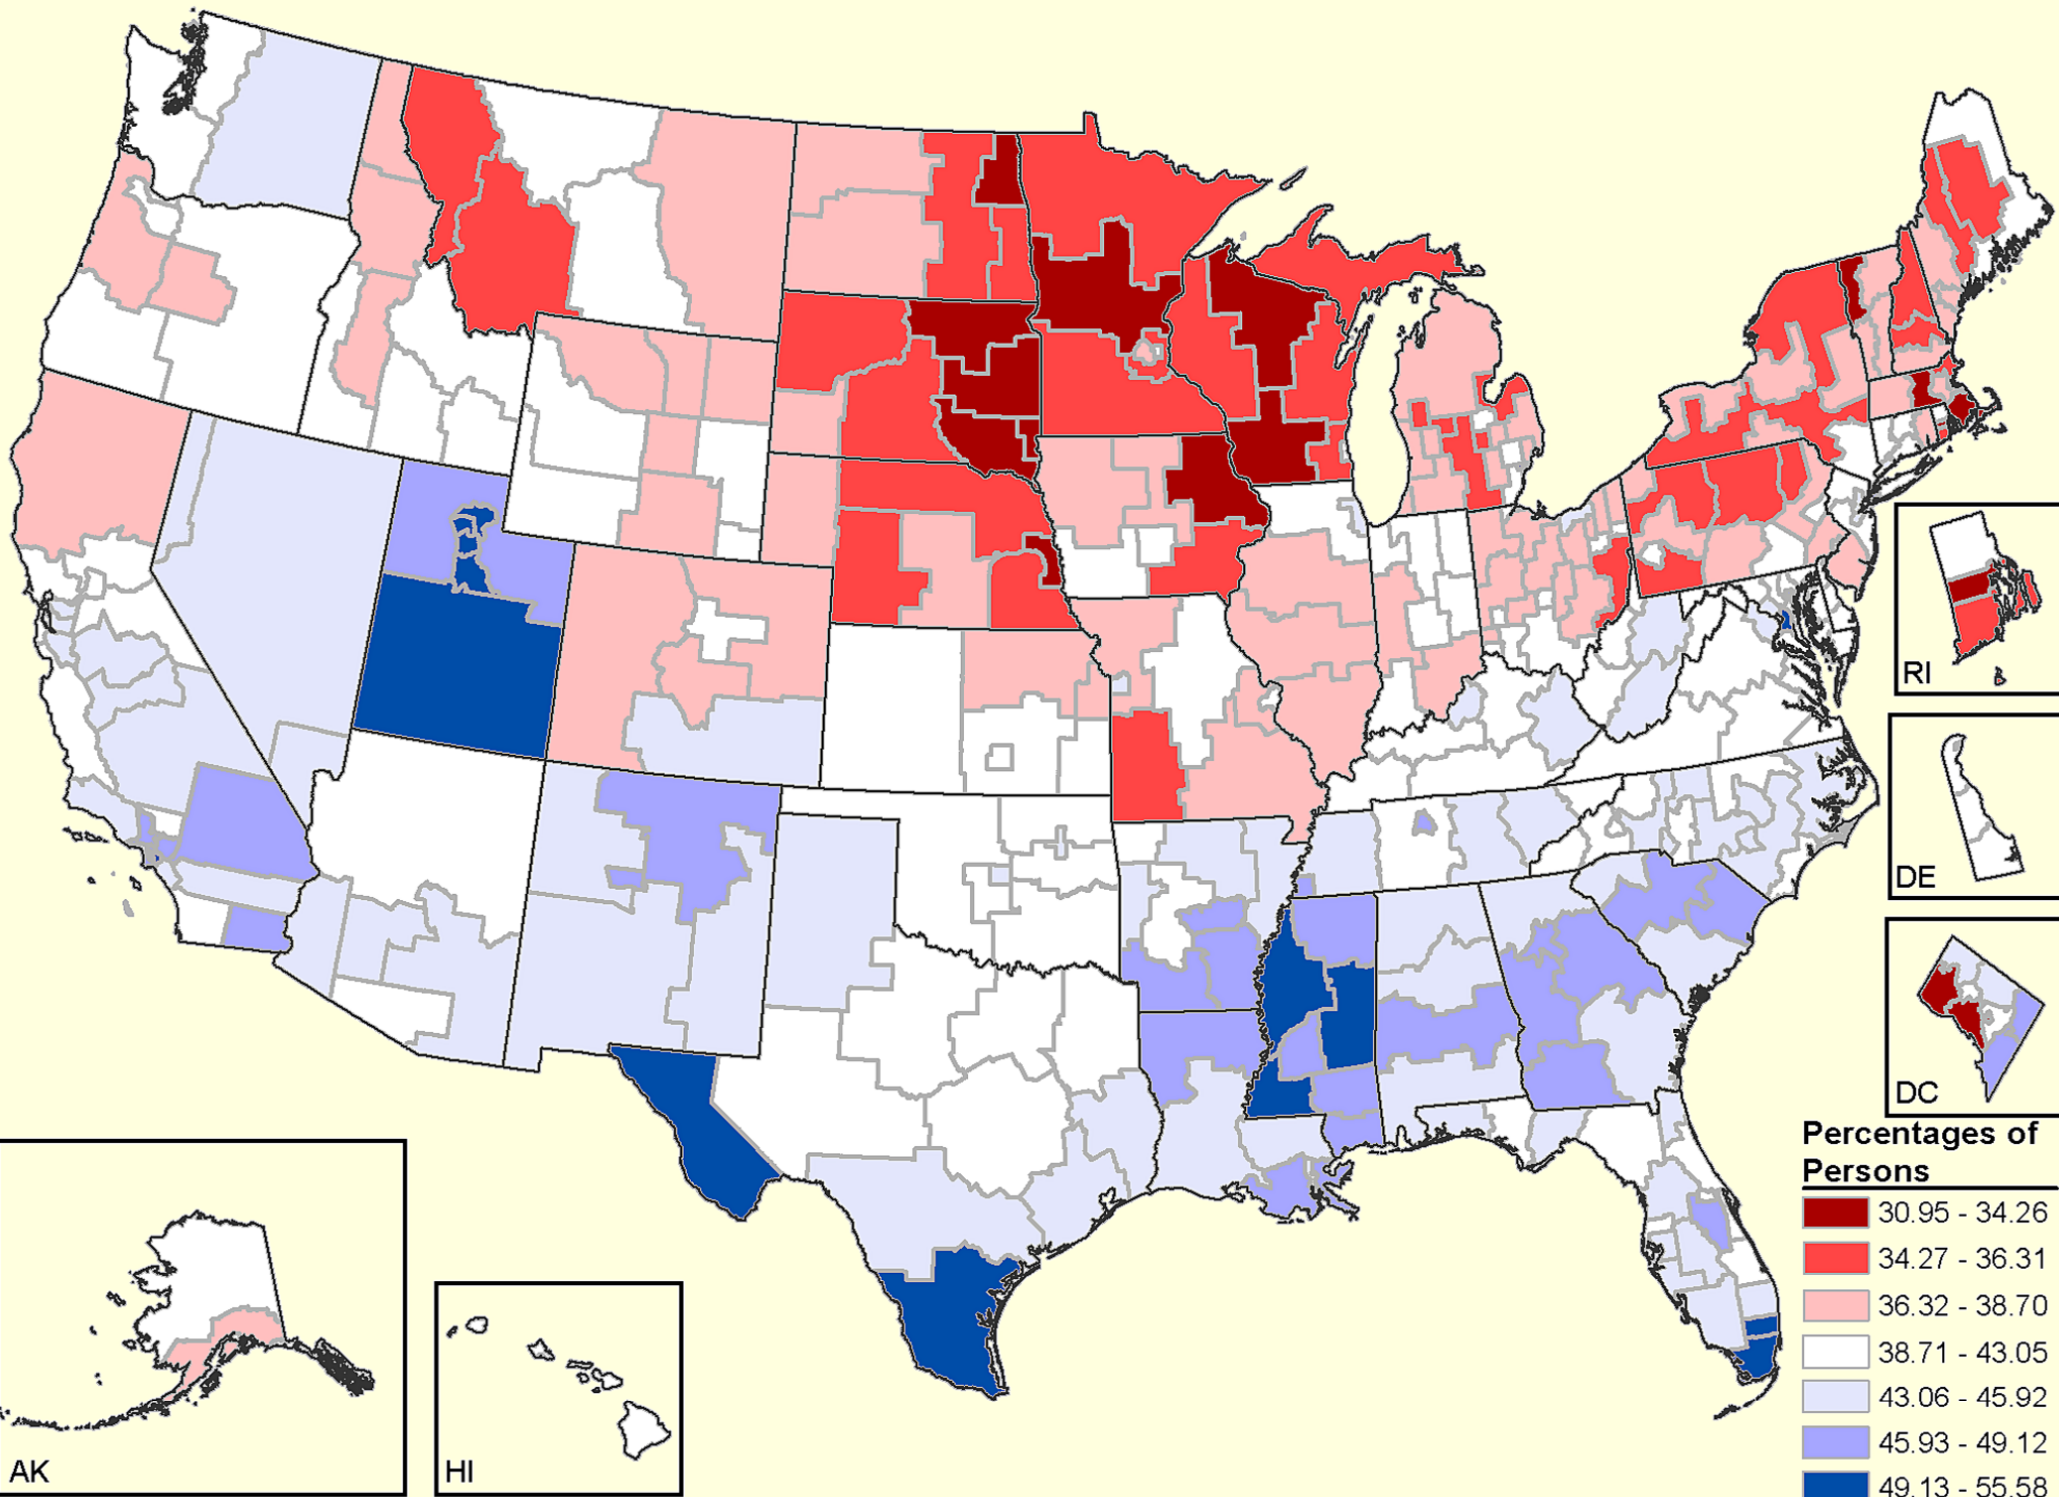 RI
DE
DC
AK
HI
Percentages of
Persons
30.95 - 34.26
34.27 - 36.31
36.32 - 38.70
38.71 - 43.05
43.06 - 45.92
45.93 - 49.12
49.13 - 55.58